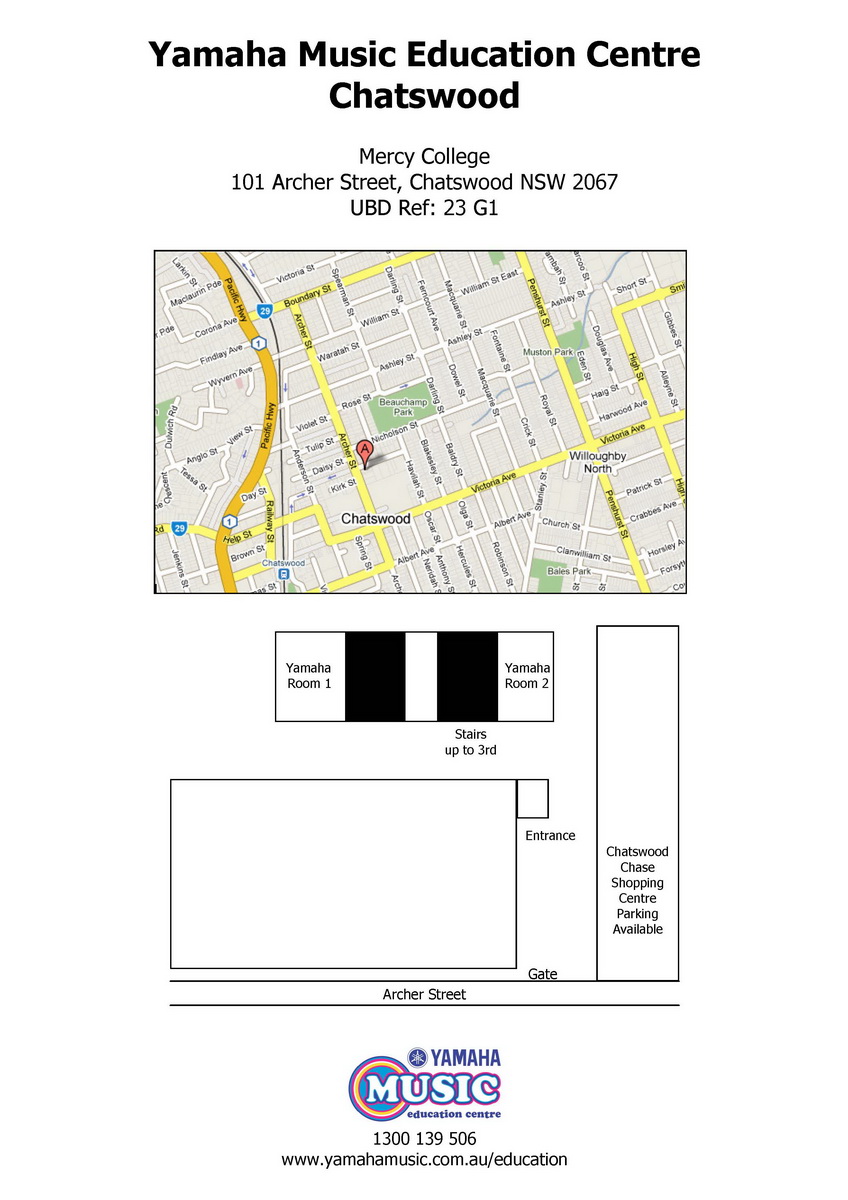 Yamaha Music Education Centre
Chatswood
Mercy College
101 Archer Street, Chatswood NSW 2067
UBD Ref: 23 G1
Larkin St
Maclaurin Pde
Pacific Hwy
Victoria St
Boundary St
Spearman St
Darling St
Ferncourt Ave
Macquarie St
William St East
Penshurst St
Ashley St
Short St
29
Corona Ave
r Pde
1
Findlay Ave
Wyvern Ave
Archer St
William St
Waratah St
Ashley St
Ashley St
Fontaine St
Muston Park
Eden St
Douglas Ave
High St
Gibbes St
Alleyne St
Dulwich Rd
Pacific Hwy
View St
Anglo St
Tessa St
Crescent
Rose St
Violet St
Tulip St
Daisy St
Kirk St
Anderson St
Beauchamp
Park
Nicholson St
Archer St
A
Darling St
Dowel St
Macquarie St
Royal St
Crick St
Haig St
Harwood Ave
Victoria Ave
Willoughby
North
Day St
Railway St
1
29
Rd
Help St
Brown St
Jenkins St
Chatswood
Chatswood
Havilah St
Blakesley St
Baldry St
Victoria Ave
Stanley St
Patrick St
Crabbes Ave
Albert Ave
Church St
Penshurst St
Spring St
Albert Ave
Oscar St
Olga St
Anthony St
Hercules St
Robinson St
Clanwilliam St
Horsley Av
Bales Park
Yamaha
Room 1
Yamaha
Room 2
Stairs
up to 3rd
Entrance
Chatswood
Chase
Shopping
Centre
Parking
Available
Gate
Archer Street
YAMAHA
MUSIC
education centre
1300 139 506
www.yamahamusic.com.au/education